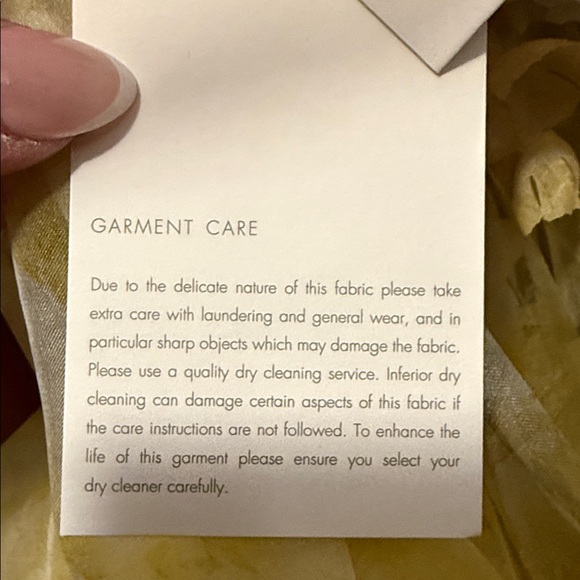 GARMENT CARE
Due to the delicate nature of this fabric please take
extra care with laundering and general wear, and in
particular sharp objects which may damage the fabric.
Please use a quality dry cleaning service. Inferior dry
cleaning can damage certain aspects of this fabric if
the care instructions are not followed. To enhance the
life of this garment please ensure you select your
dry cleaner carefully.